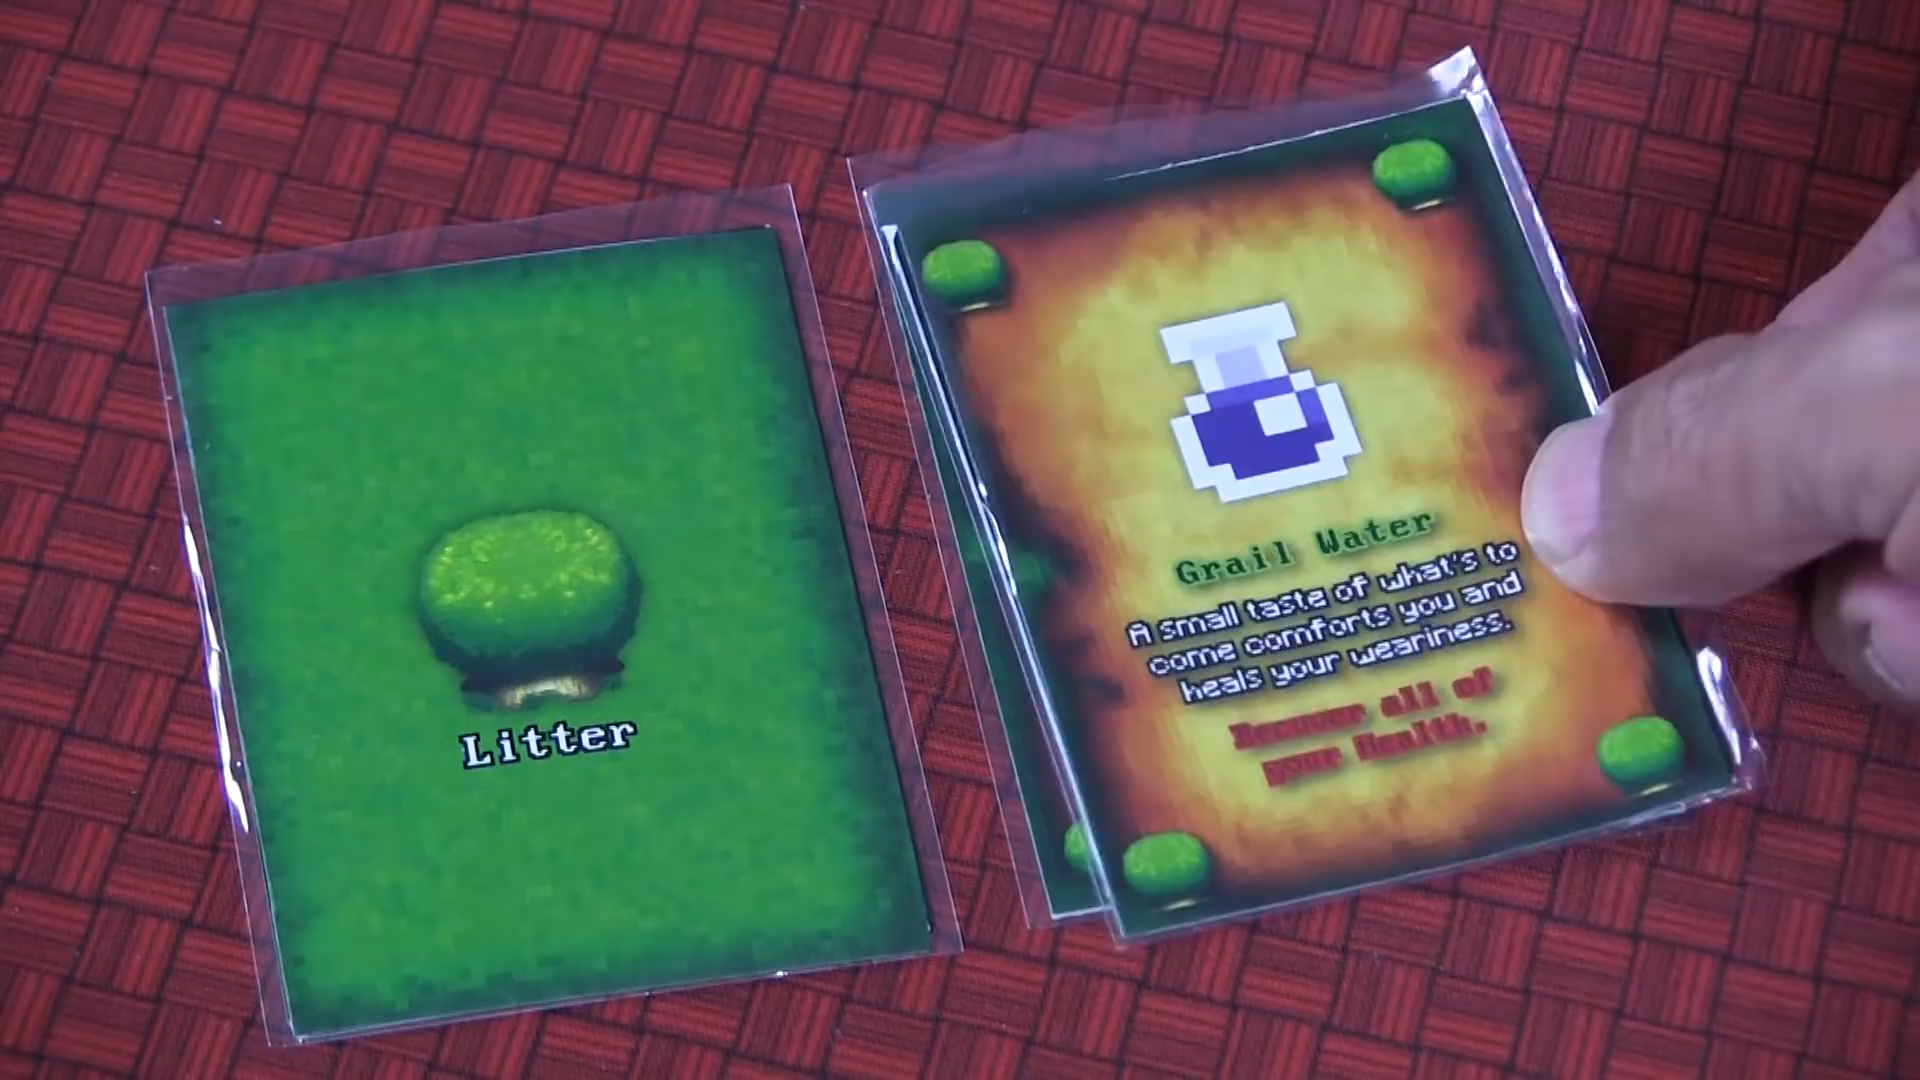 Litter
Grail Water
A small taste of what's to
come comforts you and
heals your weariness.
Recover all of
your Health.